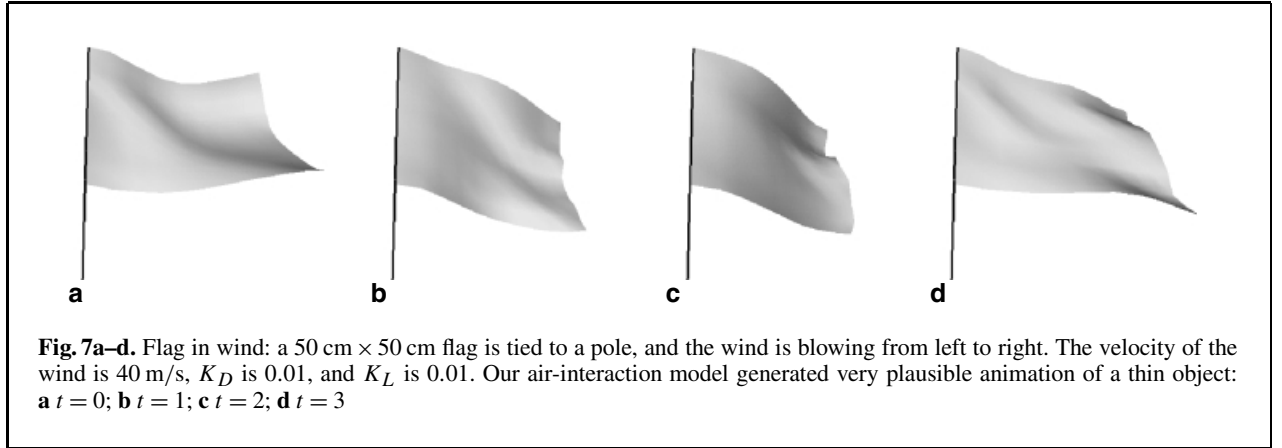 a
b
c
d
Fig. 7a–d. Flag in wind: a 50 cm × 50 cm flag is tied to a pole, and the wind is blowing from left to right. The velocity of the
wind is 40 m/s, K_D is 0.01, and K_L is 0.01. Our air-interaction model generated very plausible animation of a thin object:
a t = 0; b t = 1; c t = 2; d t = 3